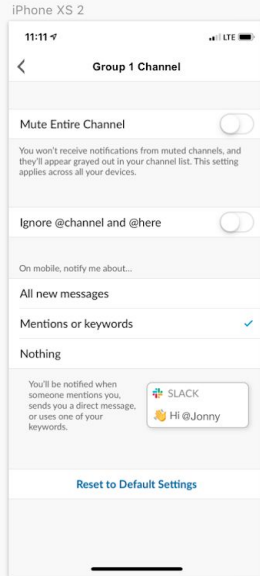 iPhone XS 2
11:11
LTE
Group 1 Channel
Mute Entire Channel
You won't receive notifications from muted channels, and
they'll appear grayed out in your channel list. This setting
applies across all your devices.
Ignore @channel and @here
On mobile, notify me about...
All new messages
Mentions or keywords
Nothing
You'll be notified when
someone mentions you,
sends you a direct message,
or uses one of your
keywords.
SLACK
Hi @Jonny
Reset to Default Settings